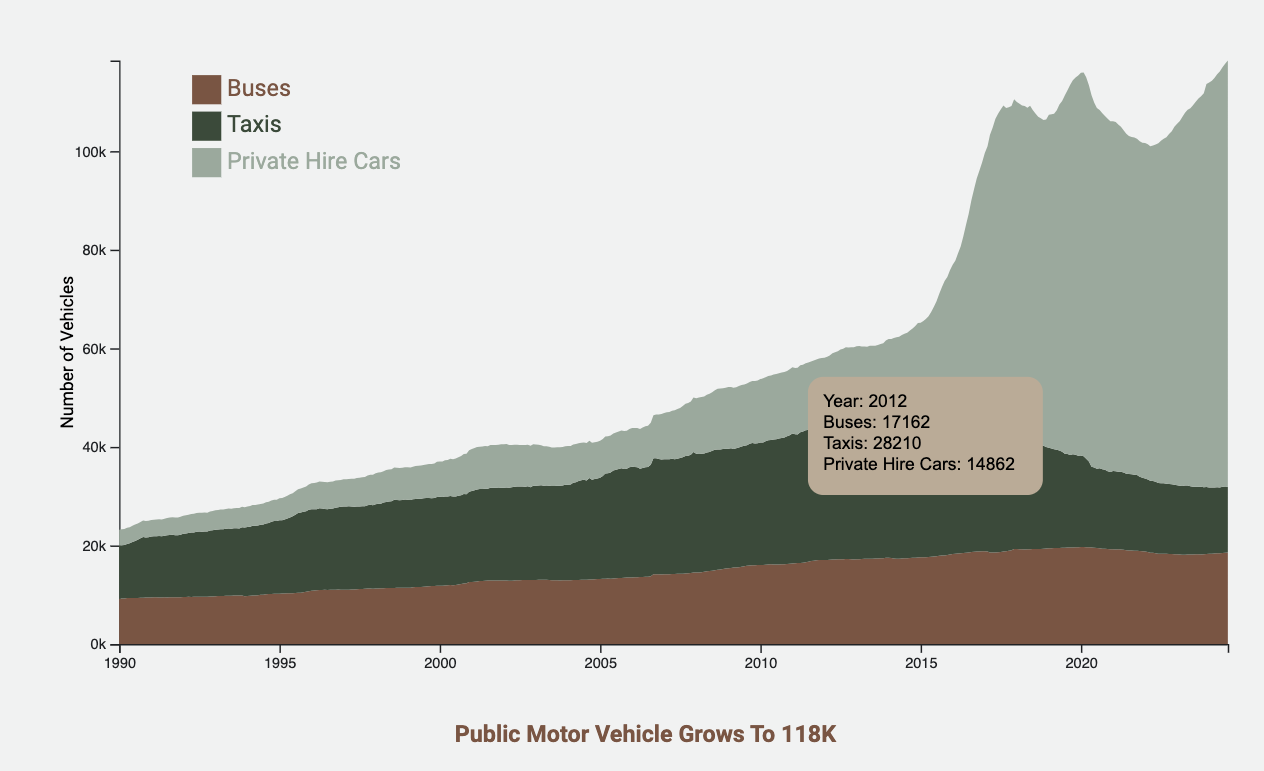 Buses
Taxis
Private Hire Cars
100k
80k
60k
40k
20k
0k
Number of Vehicles
Year: 2012
Buses: 17162
Taxis: 28210
Private Hire Cars: 14862
1990 1995 2000 2005 2010 2015 2020
Public Motor Vehicle Grows To 118K